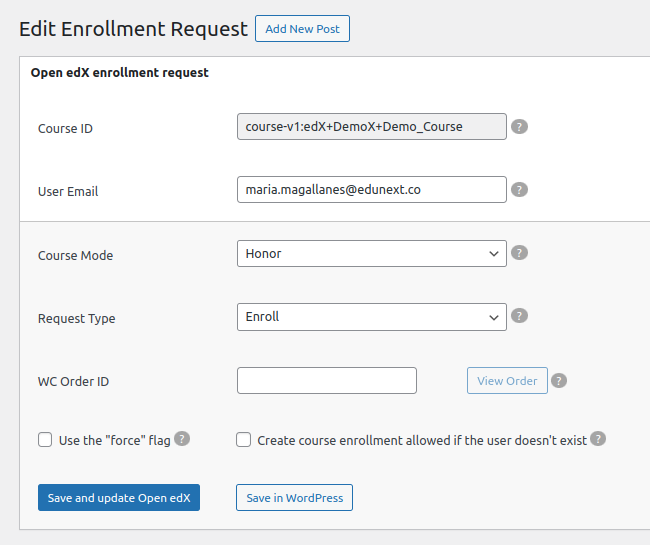 Edit Enrollment Request Add New Post
Open edX enrollment request
Course ID course-v1:edX+DemoX+Demo_Course ?
User Email maria.magallanes@edunext.co ?
Course Mode Honor ?
Request Type Enroll ?
WC Order ID View Order ?
Use the "force" flag ? Create course enrollment allowed if the user doesn't exist ?
Save and update Open edX Save in WordPress